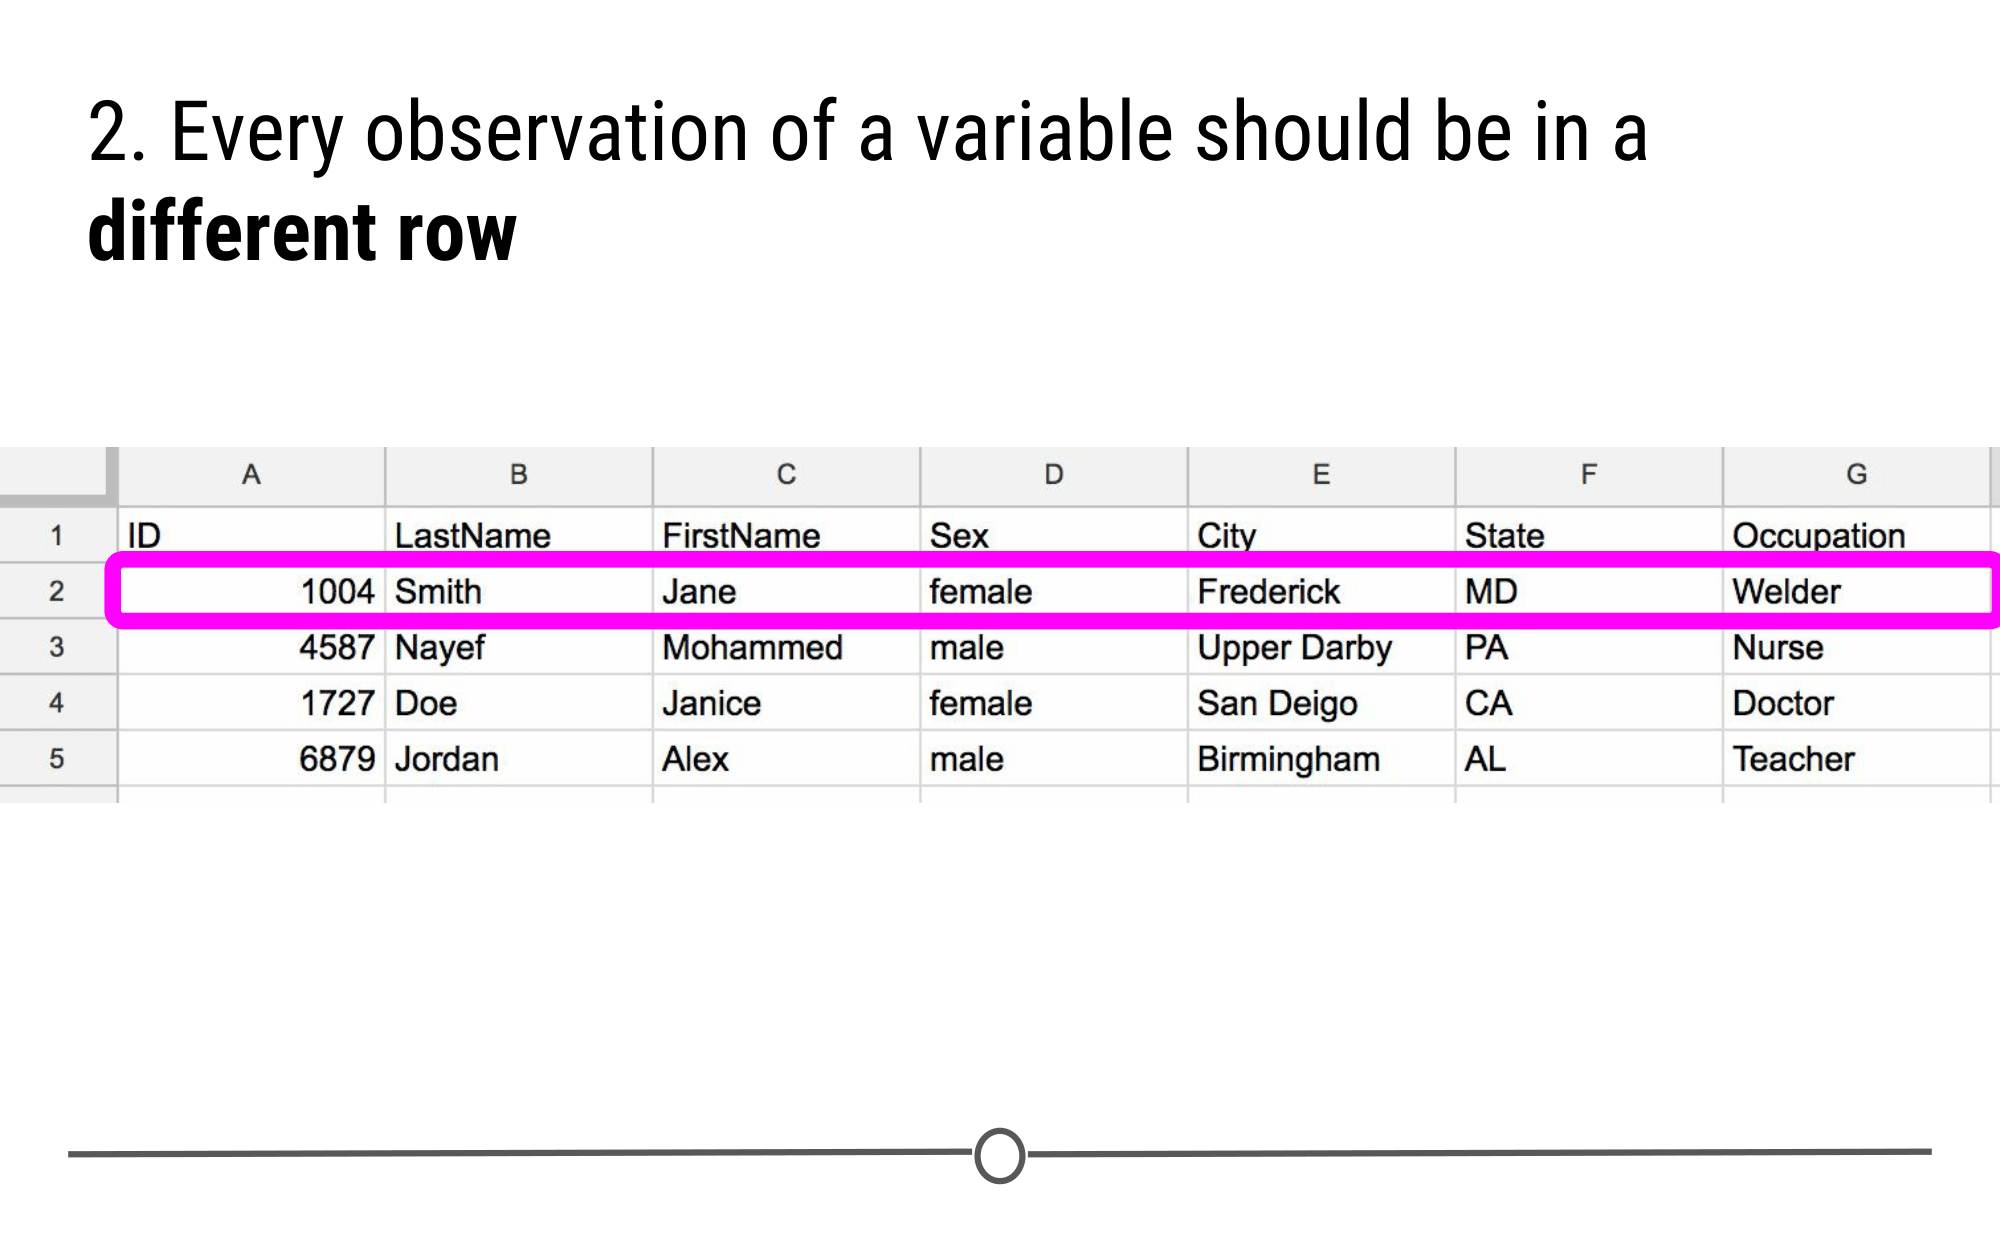 2. Every observation of a variable should be in a
different row
A B C D E F G
1 ID LastName FirstName Sex City State Occupation
2 1004 Smith Jane female Frederick MD Welder
3 4587 Nayef Mohammed male Upper Darby PA Nurse
4 1727 Doe Janice female San Deigo CA Doctor
5 6879 Jordan Alex male Birmingham AL Teacher